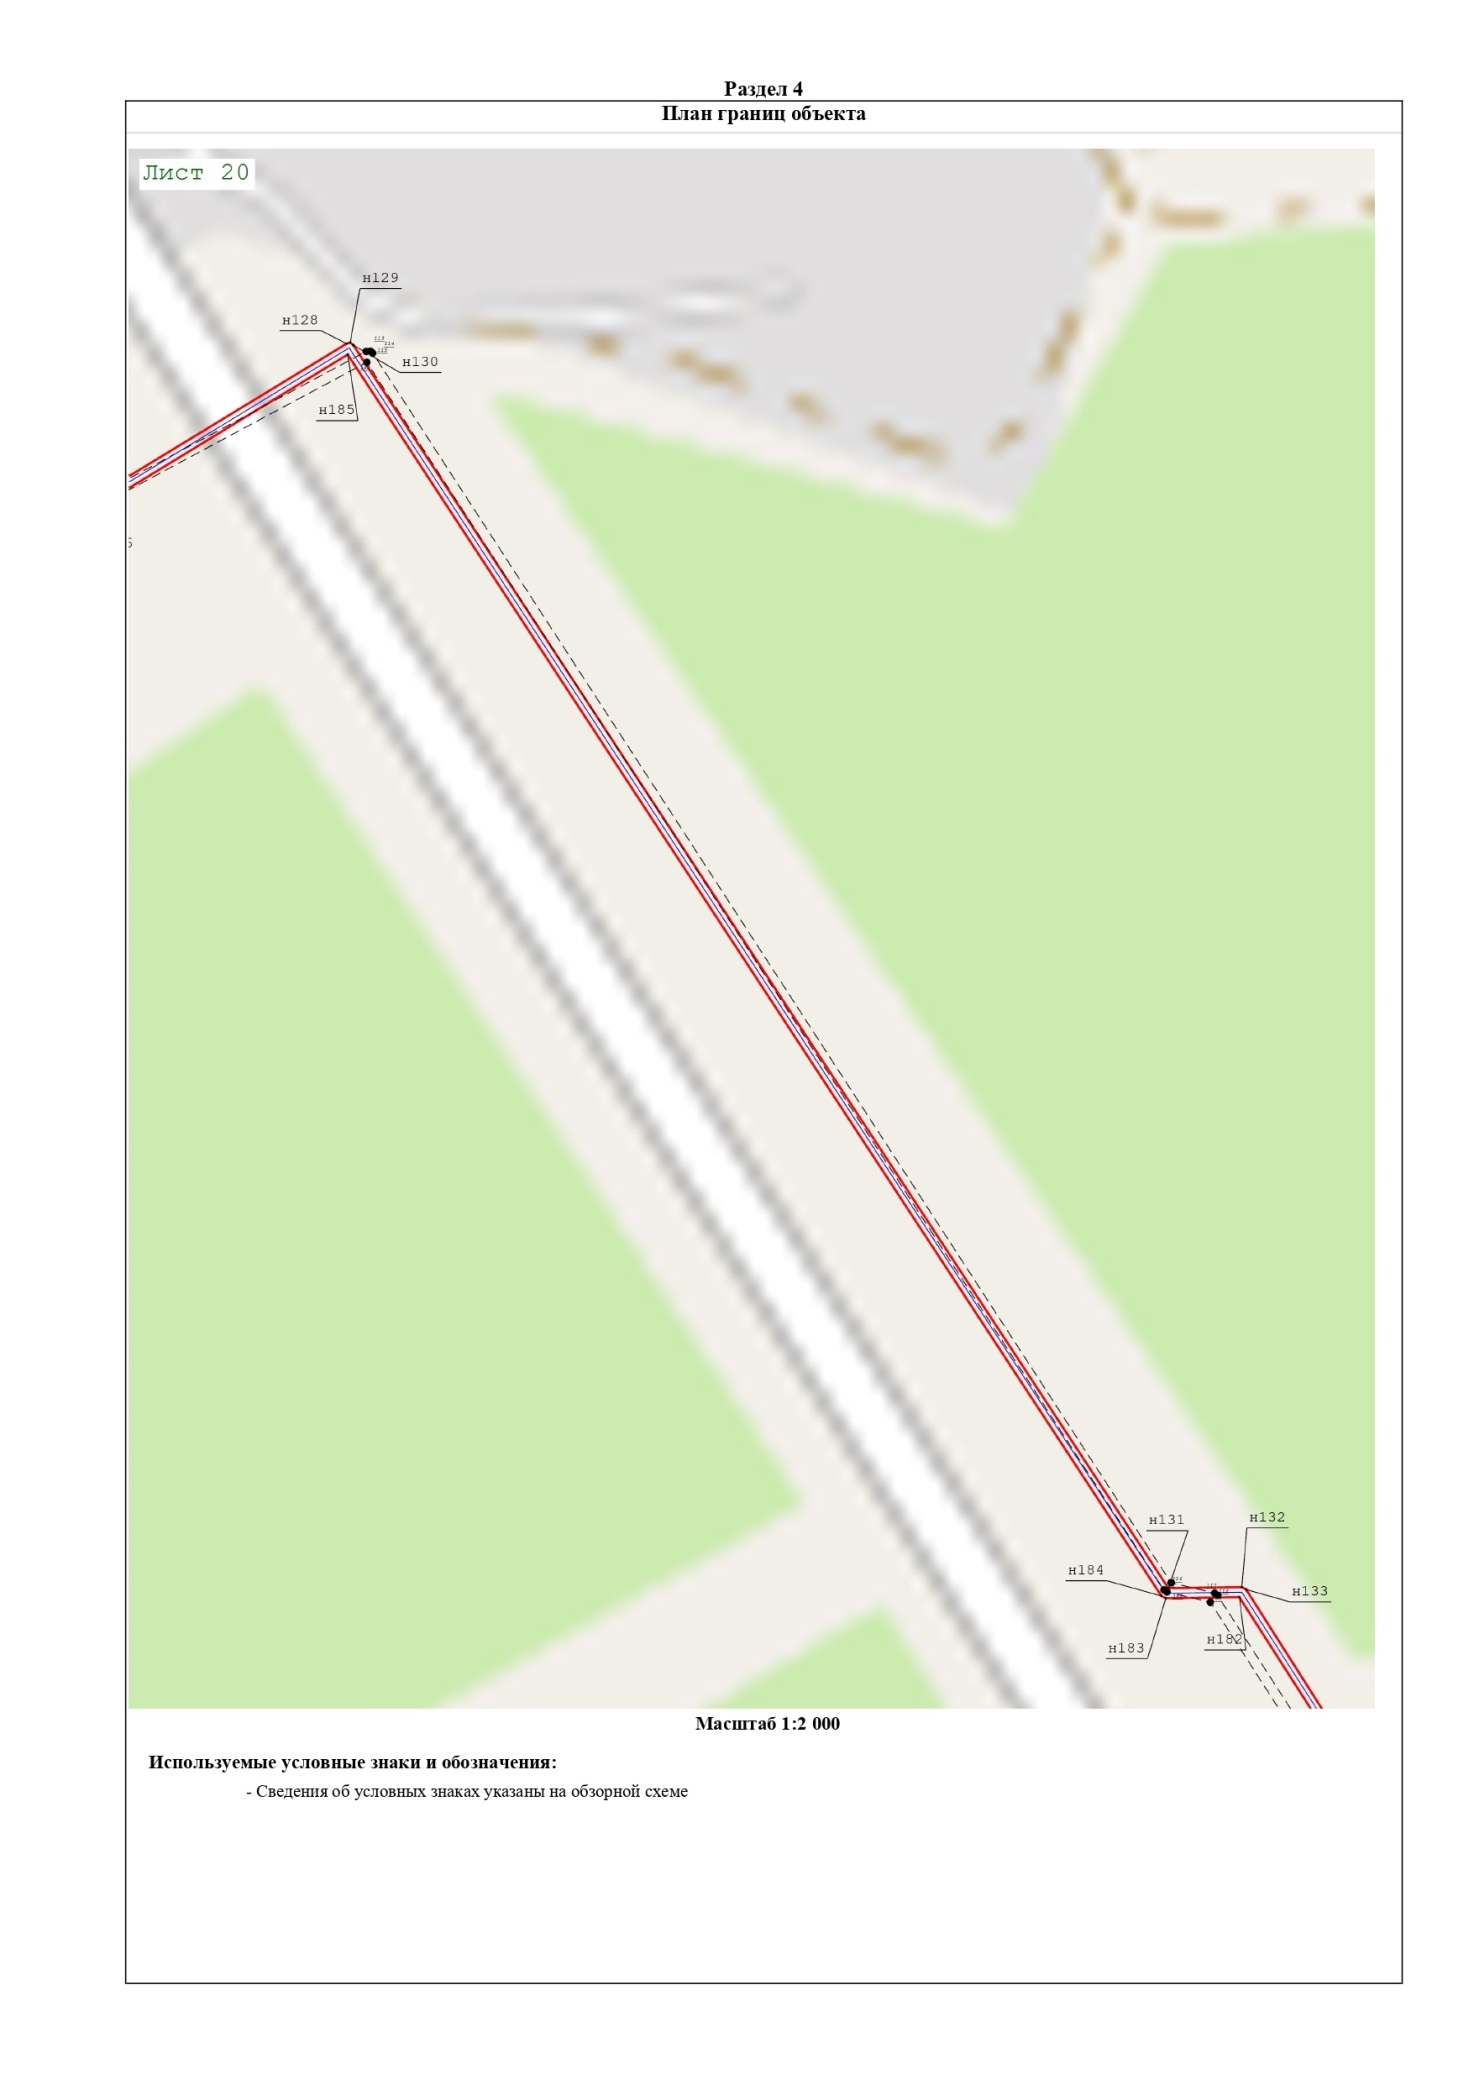 Раздел 4
План границ объекта
Лист 20
н129
н128
н130
н185
н131
н132
н184
н133
н182
н183
Масштаб 1:2 000
Используемые условные знаки и обозначения:
- Сведения об условных знаках указаны на обзорной схеме